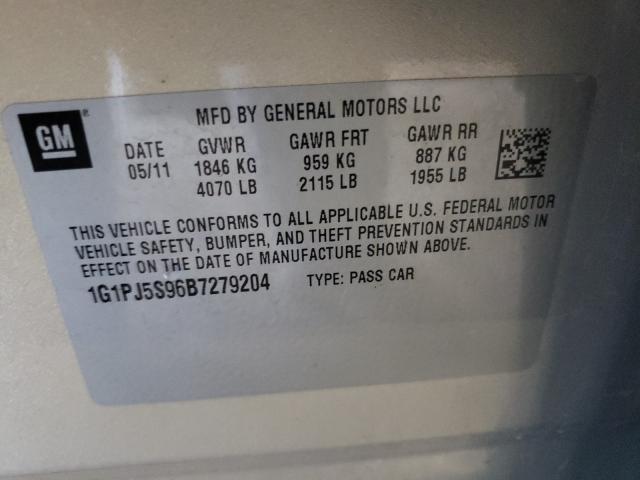 GM ®
MFD BY GENERAL MOTORS LLC
DATE GVWR GAWR FRT GAWR RR
05/11 1846 KG 959 KG 887 KG
4070 LB 2115 LB 1955 LB
THIS VEHICLE CONFORMS TO ALL APPLICABLE U.S. FEDERAL MOTOR
VEHICLE SAFETY, BUMPER, AND THEFT PREVENTION STANDARDS IN
EFFECT ON THE DATE OF MANUFACTURE SHOWN ABOVE.
1G1PJ5S96B7279204 TYPE: PASS CAR